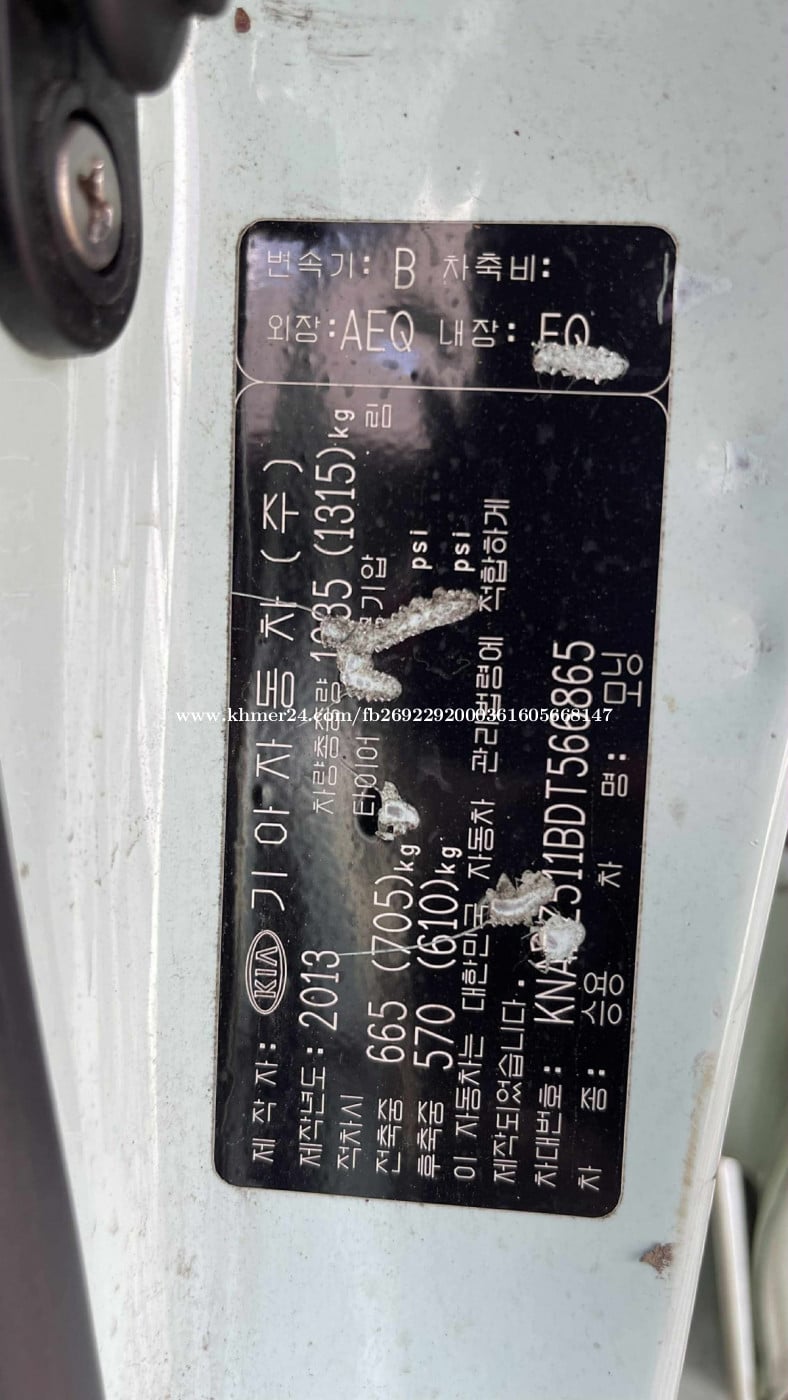 변속기: B 차축비:
외장:AEQ 내장: EQ
제 작 자: KIA 기 아 자 동 차 ( 주 )
제작년도: 2013 차량총중량 (1315)kg
적차시 타이어 림
전축중 665 (705)kg psi
후축중 570 (610)kg psi
이 자동차는 대한민국 자동차 관리법령에 적합하게
제작되었습니다.
차대번호:
차 종: 승용 차 명: 모닝
www.khmer24.com/fb2692292000361605668147